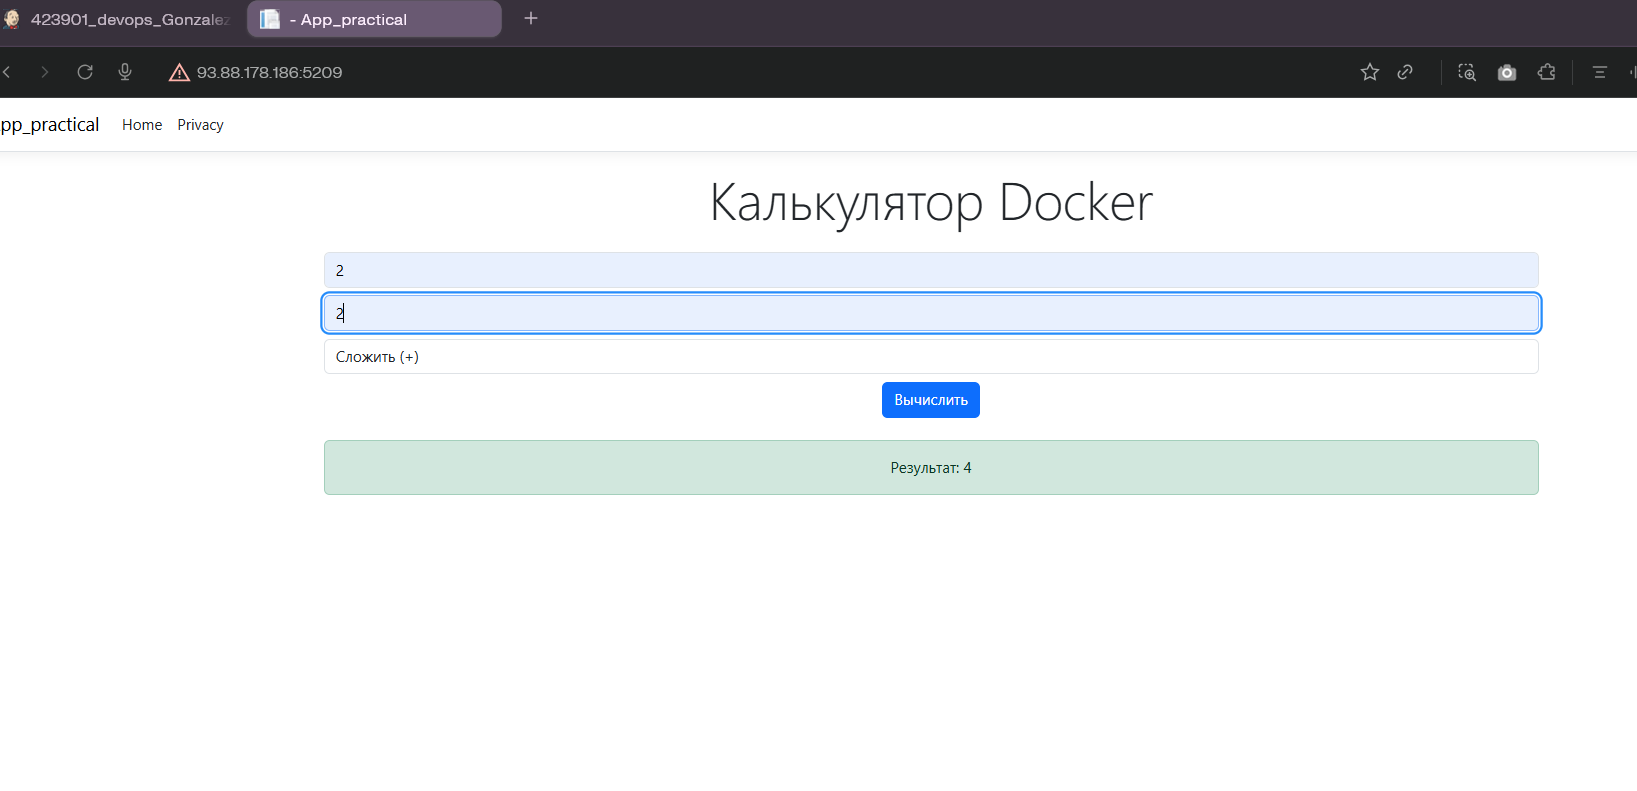 423901_devops_Gonzalez
- App_practical
93.88.178.186:5209
pp_practical Home Privacy
Калькулятор Docker
2
2
Сложить (+)
Вычислить
Результат: 4